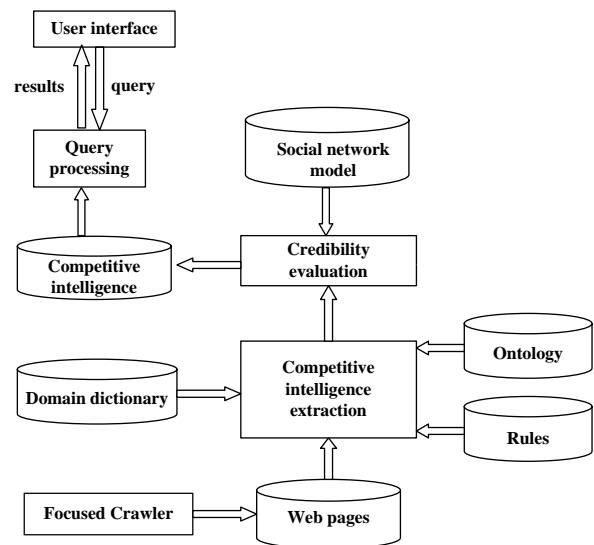 User interface
results
query
Query
processing
Social network
model
Competitive
intelligence
Credibility
evaluation
Domain dictionary
Competitive
intelligence
extraction
Ontology
Rules
Focused Crawler
Web pages